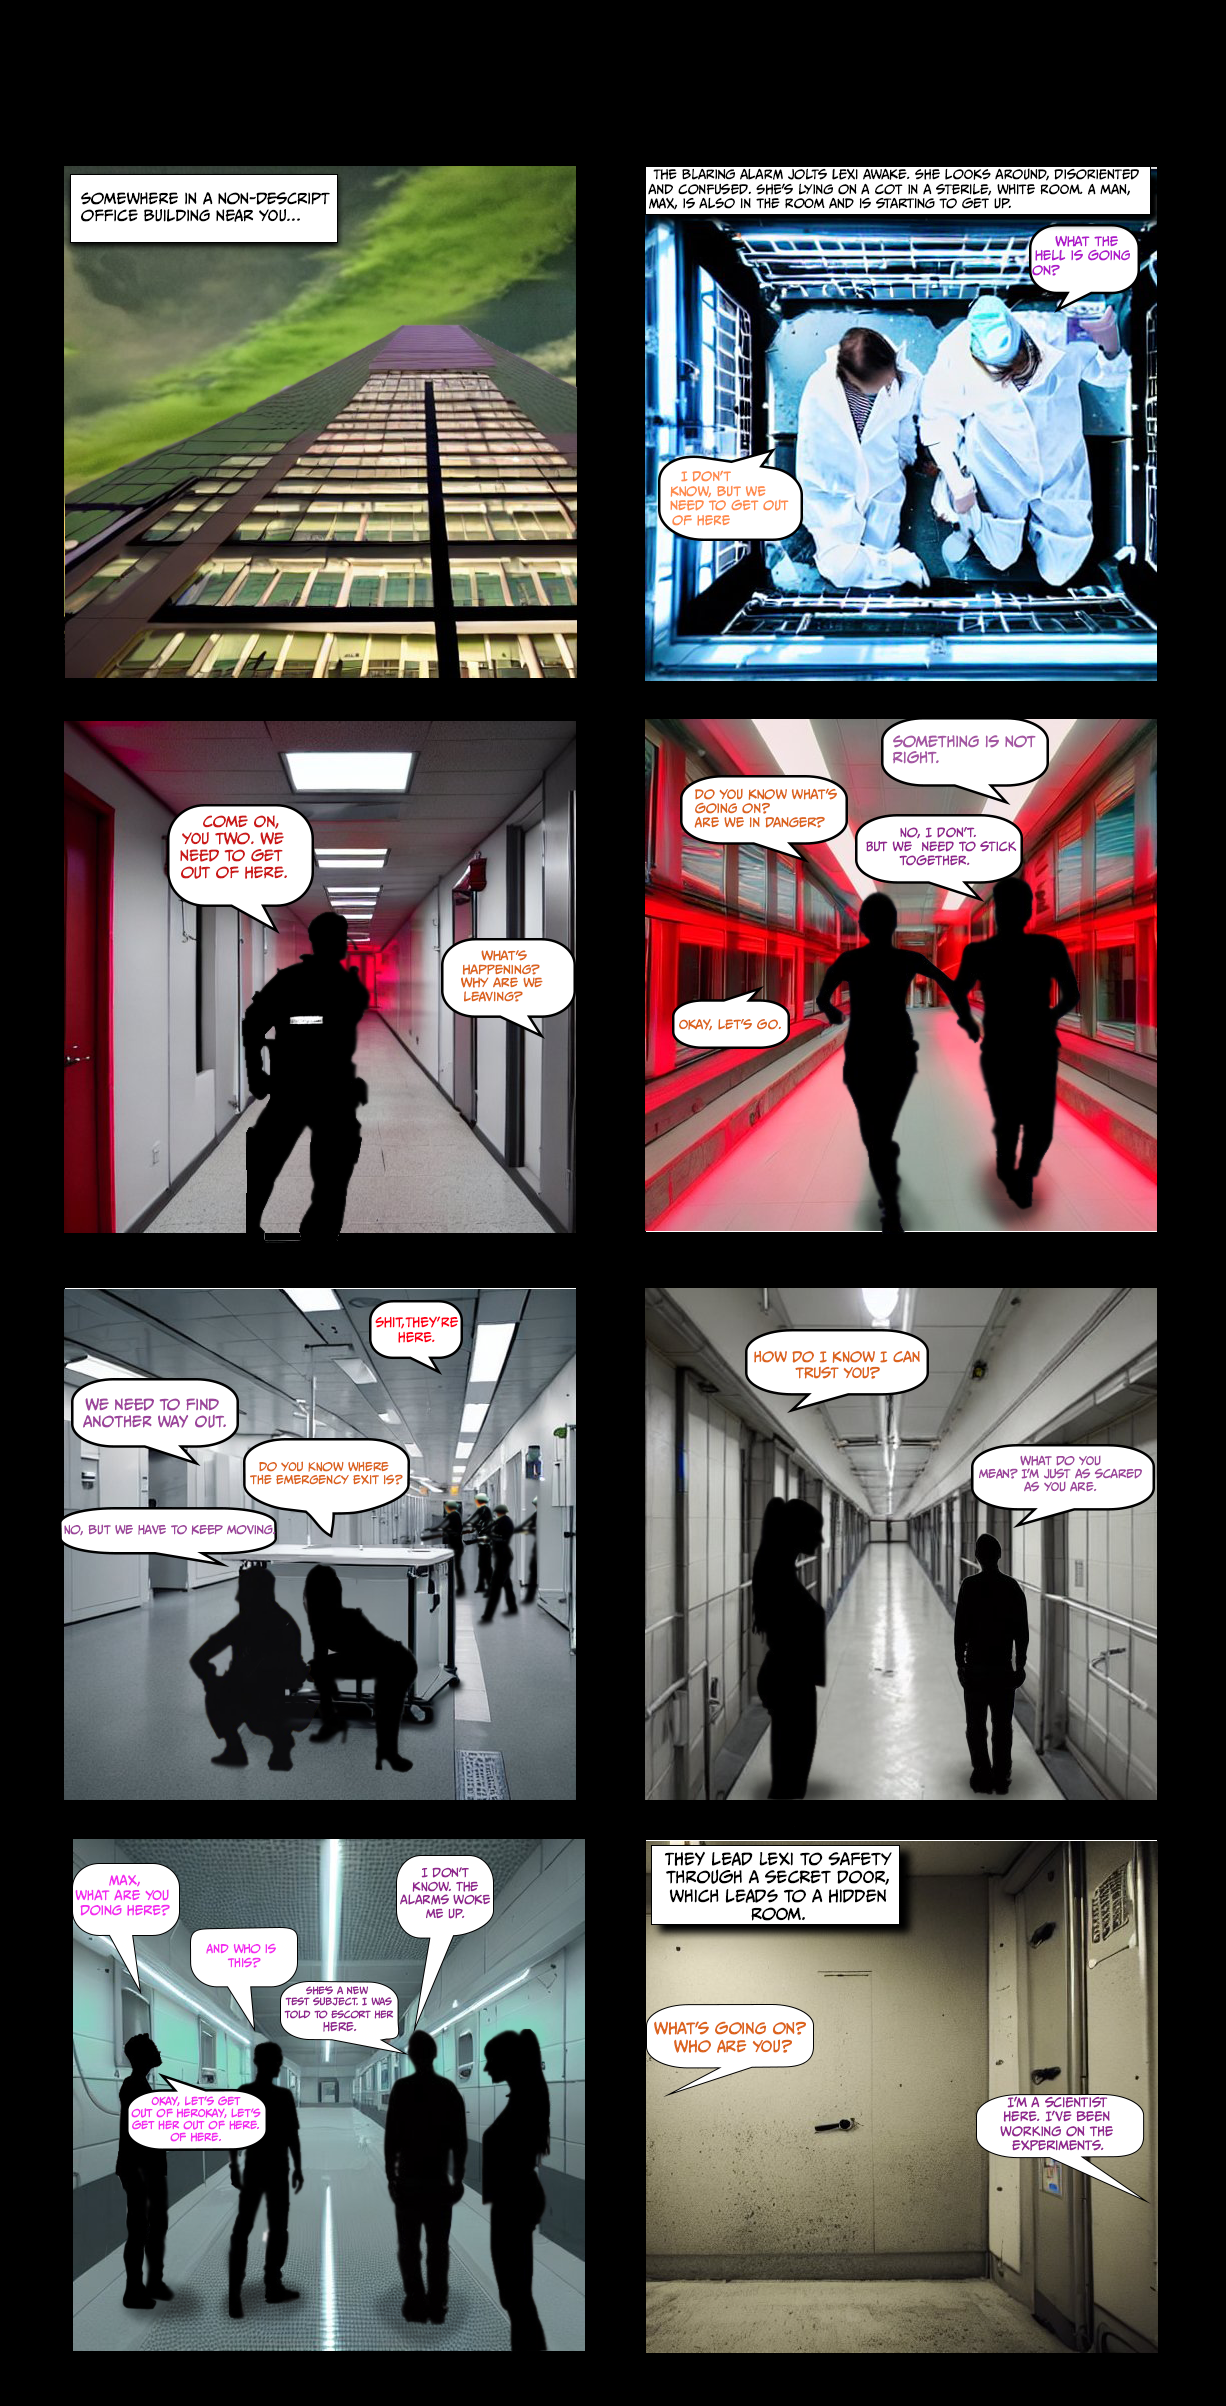 SOMEWHERE IN A NON-DESCRIPT
OFFICE BUILDING NEAR YOU...
THE BLARING ALARM JOLTS LEXI AWAKE. SHE LOOKS AROUND, DISORIENTED
AND CONFUSED. SHE'S LYING ON A COT IN A STERILE, WHITE ROOM. A MAN,
MAX, IS ALSO IN THE ROOM AND IS STARTING TO GET UP.
WHAT THE
HELL IS GOING
ON?
I DON'T
KNOW, BUT WE
NEED TO GET OUT
OF HERE
COME ON,
YOU TWO. WE
NEED TO GET
OUT OF HERE.
WHAT'S
HAPPENING?
WHY ARE WE
LEAVING?
SOMETHING IS NOT
RIGHT.
DO YOU KNOW WHAT'S
GOING ON?
ARE WE IN DANGER?
NO, I DON'T.
BUT WE NEED TO STICK
TOGETHER.
OKAY, LET'S GO.
SHIT,THEY'RE
HERE.
WE NEED TO FIND
ANOTHER WAY OUT.
DO YOU KNOW WHERE
THE EMERGENCY EXIT IS?
NO, BUT WE HAVE TO KEEP MOVING.
HOW DO I KNOW I CAN
TRUST YOU?
WHAT DO YOU
MEAN? I'M JUST AS SCARED
AS YOU ARE.
MAX,
WHAT ARE YOU
DOING HERE?
I DON'T
KNOW. THE
ALARMS WOKE
ME UP.
AND WHO IS
THIS?
SHE'S A NEW
TEST SUBJECT. I WAS
TOLD TO ESCORT HER
HERE.
OKAY, LET'S GET
OUT OF HEROKAY, LET'S
GET HER OUT OF HERE.
OF HERE.
THEY LEAD LEXI TO SAFETY
THROUGH A SECRET DOOR,
WHICH LEADS TO A HIDDEN
ROOM.
WHAT'S GOING ON?
WHO ARE YOU?
I'M A SCIENTIST
HERE. I'VE BEEN
WORKING ON THE
EXPERIMENTS.